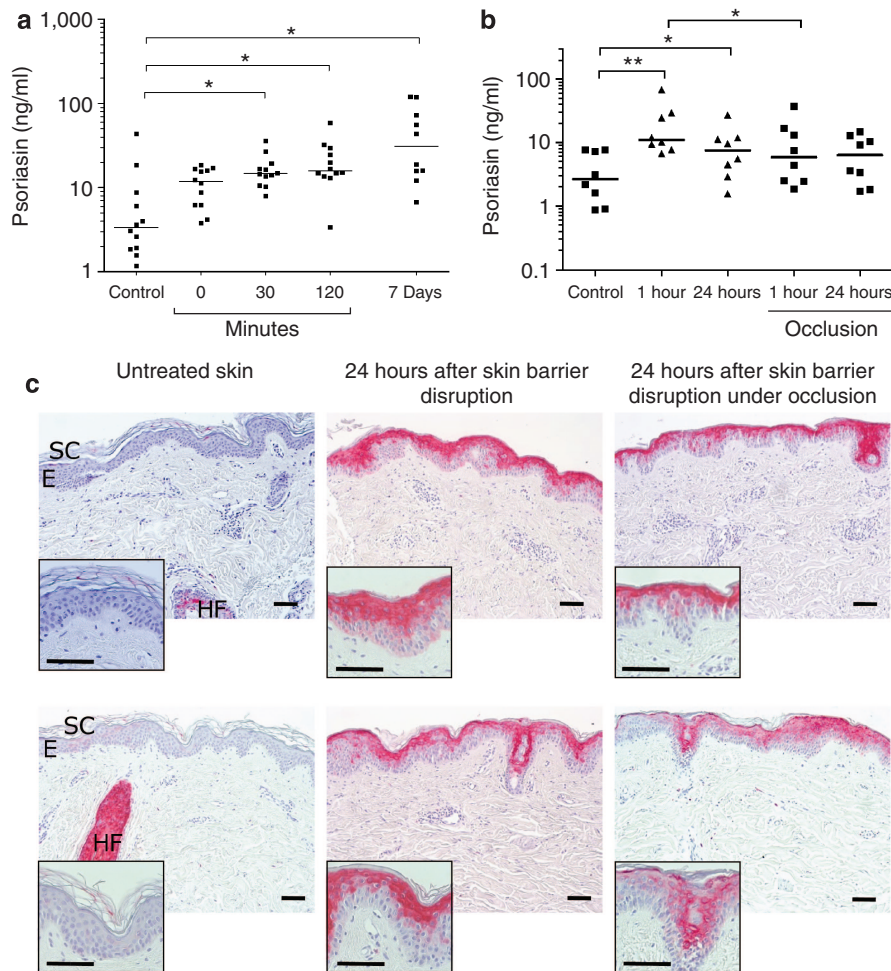 a
Psoriasin (ng/ml)
1,000
100
10
1
*
*
*
Control 0 30 120 7 Days
Minutes
b
Psoriasin (ng/ml)
100
10
1
0.1
*
*
**
Control 1 hour 24 hours 1 hour 24 hours
Occlusion
c
Untreated skin
24 hours after skin barrier
disruption
24 hours after skin barrier
disruption under occlusion
SC
E
HF
SC
E
HF